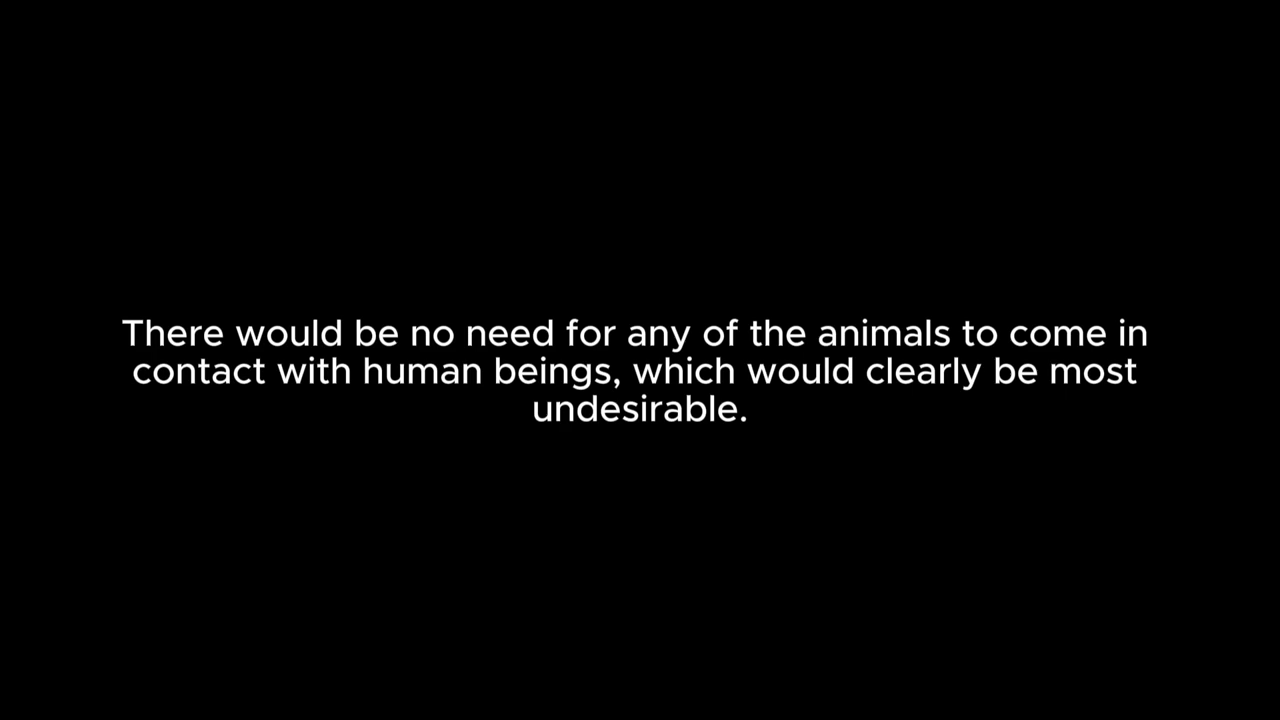 There would be no need for any of the animals to come in
contact with human beings, which would clearly be most
undesirable.